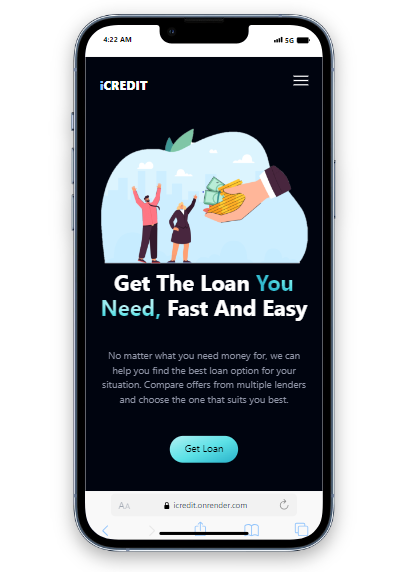 4:22 AM
5G
iCREDIT
Get The Loan You
Need, Fast And Easy
No matter what you need money for, we can
help you find the best loan option for your
situation. Compare offers from multiple lenders
and choose the one that suits you best.
Get Loan
AA icredit.onrender.com